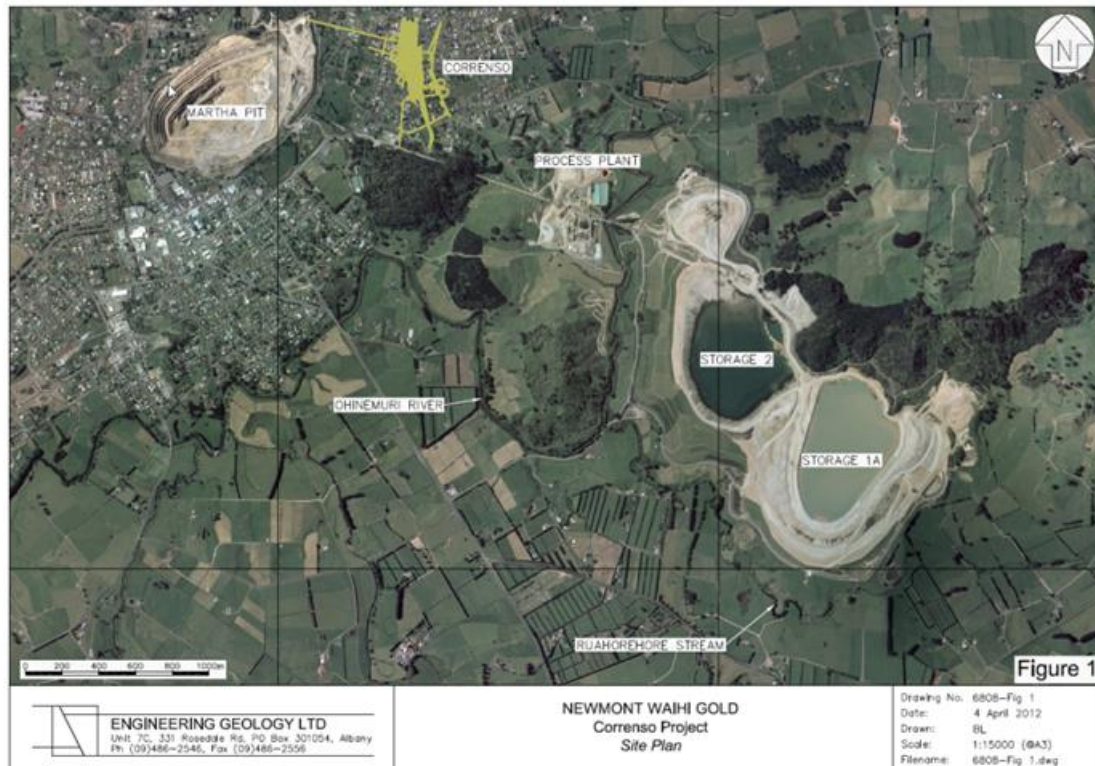 N
CORRENSO
MARTHA PIT
PROCESS PLANT
STORAGE 2
OHINEMURI RIVER
STORAGE 1A
RUAHOREHORE STREAM
0 200 400 600 800 1000m
Figure 1
ENGINEERING GEOLOGY LTD
Unit 7C, 331 Rosedale Rd, PO Box 301054, Albany
Ph (09)486-2546, Fax (09)486-2556
NEWMONT WAIHI GOLD
Correnso Project
Site Plan
Drawing No. 6808-Fig 1
Date: 4 April 2012
Drawn: BL
Scale: 1:15000 (@A3)
Filename: 6808-Fig 1.dwg